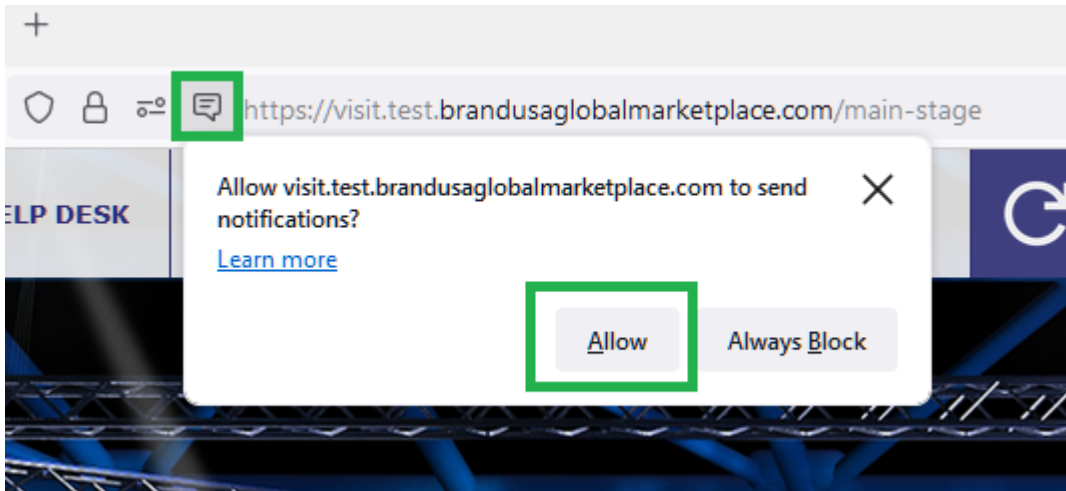 https://visit.test.brandusaglobalmarketplace.com/main-stage
Allow visit.test.brandusaglobalmarketplace.com to send
notifications?
ELP DESK
Learn more
Allow
Always Block